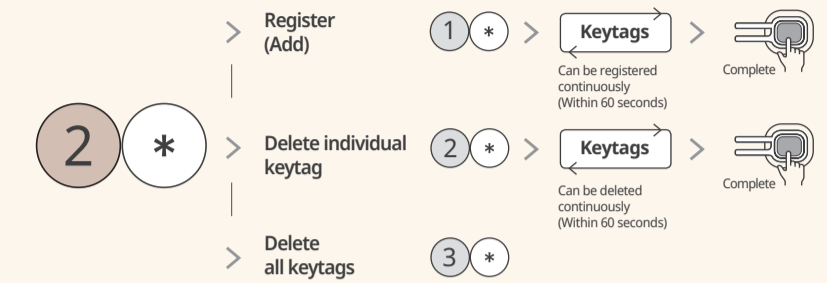 2 *
Register
(Add)
1 *
Keytags
Can be registered
continuously
(Within 60 seconds)
Complete
Delete individual
keytag
2 *
Keytags
Can be deleted
continuously
(Within 60 seconds)
Complete
Delete
all keytags
3 *